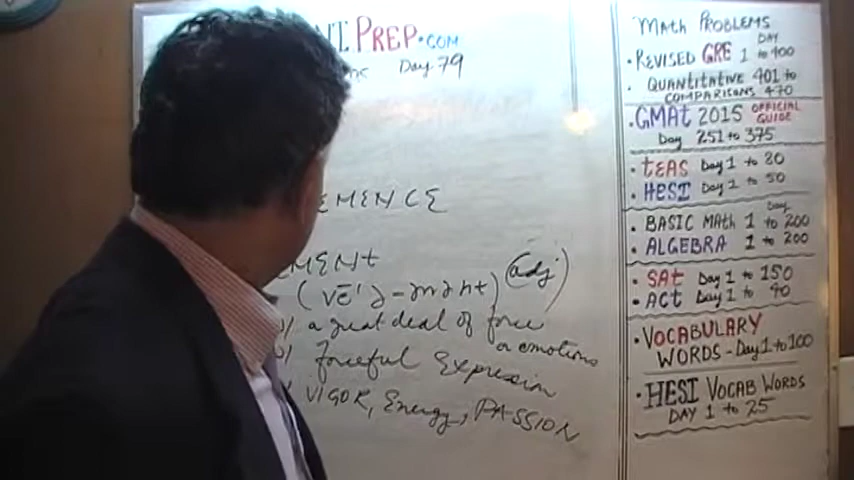 PREP.COM
Day 79
EMENCE
EMENt
(vē'ə-mənt) (adj)
a great deal of force
or emotions
forceful Expression
VIGOR, Energy, PASSION
MATH PROBLEMS
DAY
• REVISED GRE 1 to 400
• QUANTITATIVE 401 to
COMPARISONS 470
• GMAt 2015 OFFICIAL GUIDE
Day 251 to 375
• tEAS Day 1 to 80
• HESI Day 1 to 50
Day
• BASIC MAth 1 to 200
• ALGEBRA 1 to 200
• SAt Day 1 to 150
• ACt Day 1 to 90
• VOCABULARY
WORDS - Day 1 to 100
• HESI VOCAB WORDS
DAY 1 to 25